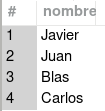 # nombre
1 Javier
2 Juan
3 Blas
4 Carlos